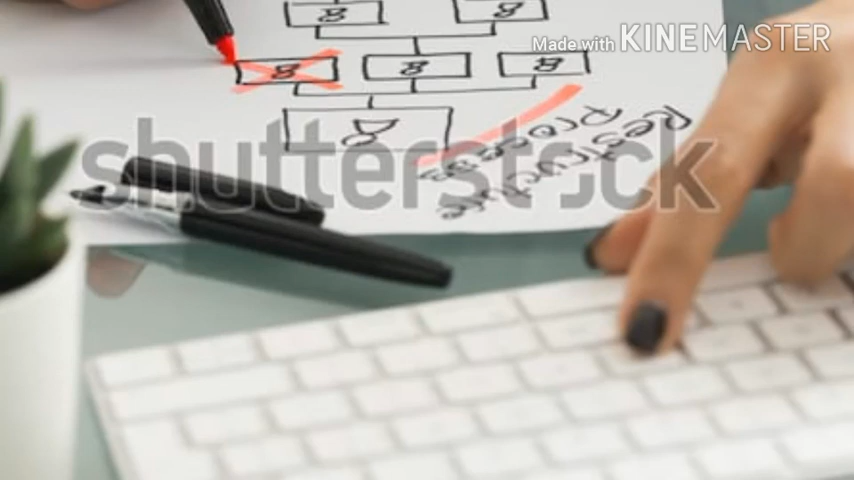 Made with KINEMASTER
Restructure
Process
shutterstock